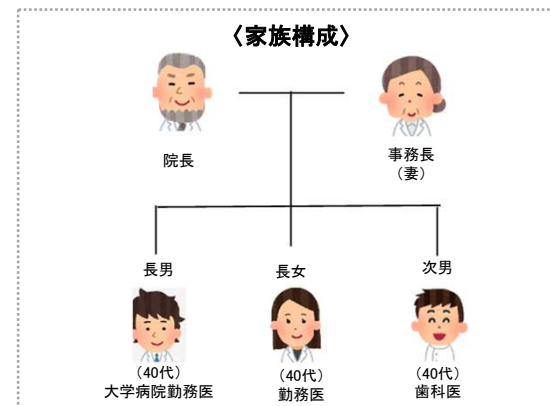 〈家族構成〉
院長
事務長
（妻）
長男
長女
次男
（40代）
大学病院勤務医
（40代）
勤務医
（40代）
歯科医